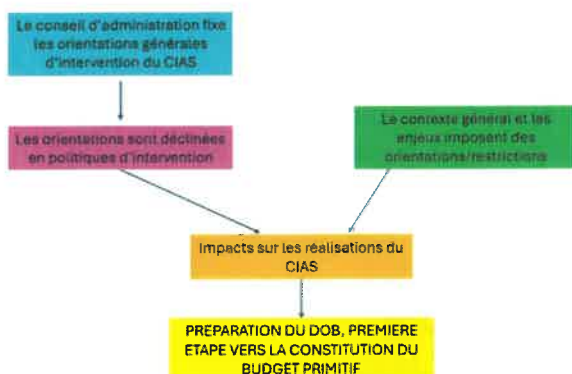 Le conseil d'administration fixe
les orientations générales
d'intervention du CIAS
Les orientations sont déclinées
en politiques d'intervention
Le contexte général et les
enjeux imposent des
orientations/restrictions
Impacts sur les réalisations du
CIAS
PREPARATION DU DOB, PREMIERE
ETAPE VERS LA CONSTITUTION DU
BUDGET PRIMITIF